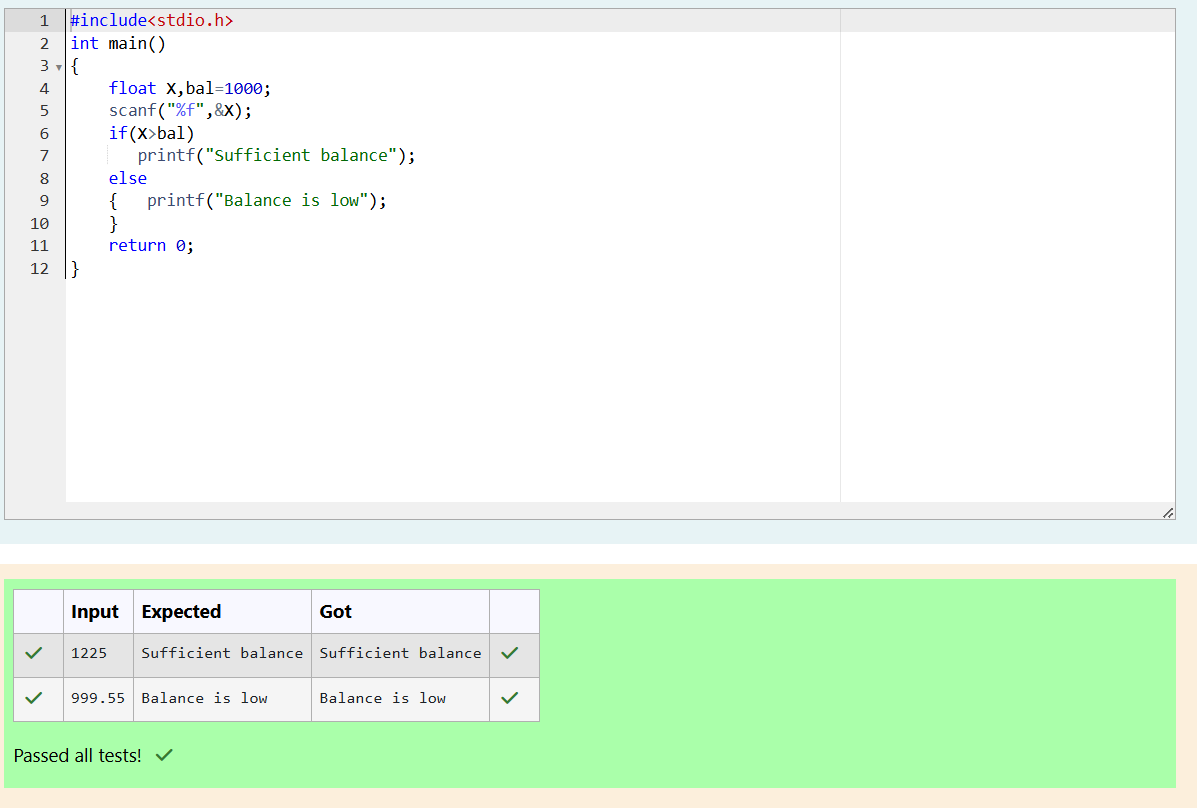 1 #include<stdio.h>
2 int main()
3 {
4     float X,bal=1000;
5     scanf("%f",&X);
6     if(X>bal)
7        printf("Sufficient balance");
8     else
9     {   printf("Balance is low");
10     }
11     return 0;
12 }
Input Expected Got
1225 Sufficient balance Sufficient balance
999.55 Balance is low Balance is low
Passed all tests!